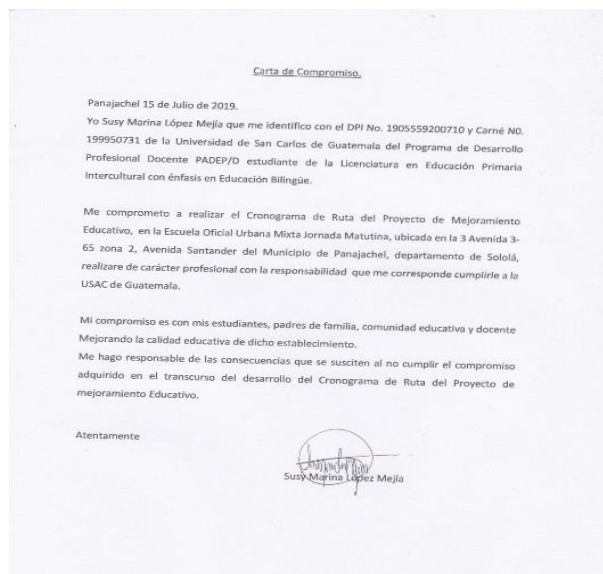 Carta de Compromiso.
Panajachel 15 de Julio de 2019.
Yo Susy Marina López Mejía que me identifico con el DPI No. 1905559200710 y Carné N0.
199950731 de la Universidad de San Carlos de Guatemala del Programa de Desarrollo
Profesional Docente PADEP/D estudiante de la Licenciatura en Educación Primaria
Intercultural con énfasis en Educación Bilingüe.
Me comprometo a realizar el Cronograma de Ruta del Proyecto de Mejoramiento
Educativo, en la Escuela Oficial Urbana Mixta Jornada Matutina, ubicada en la 3 Avenida 3-
65 zona 2, Avenida Santander del Municipio de Panajachel, departamento de Sololá,
realizare de carácter profesional con la responsabilidad que me corresponde cumplirle a la
USAC de Guatemala.
Mi compromiso es con mis estudiantes, padres de familia, comunidad educativa y docente
Mejorando la calidad educativa de dicho establecimiento.
Me hago responsable de las consecuencias que se susciten al no cumplir el compromiso
adquirido en el transcurso del desarrollo del Cronograma de Ruta del Proyecto de
mejoramiento Educativo.
Atentamente
Susy Marina López Mejía